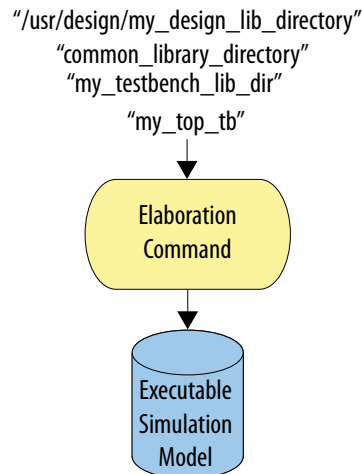 “/usr/design/my_design_lib_directory”
“common_library_directory”
“my_testbench_lib_dir”
“my_top_tb”
Elaboration
Command
Executable
Simulation
Model